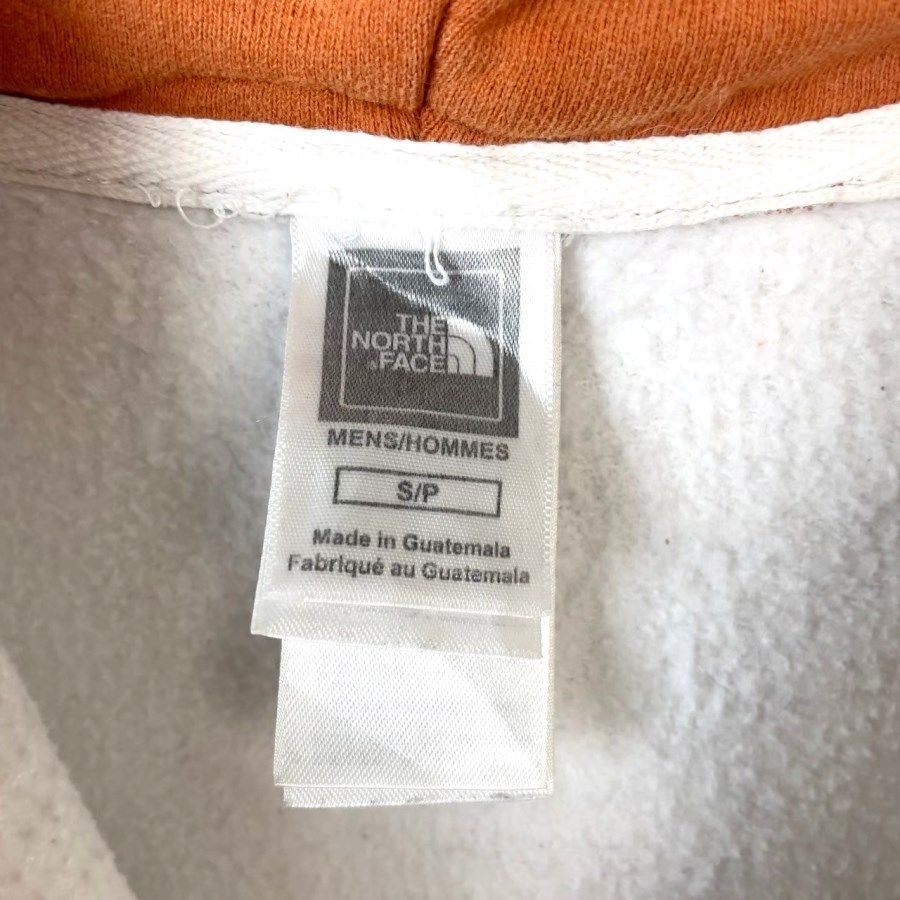 THE
NORTH
FACE
MENS/HOMMES
S/P
Made in Guatemala
Fabriqué au Guatemala